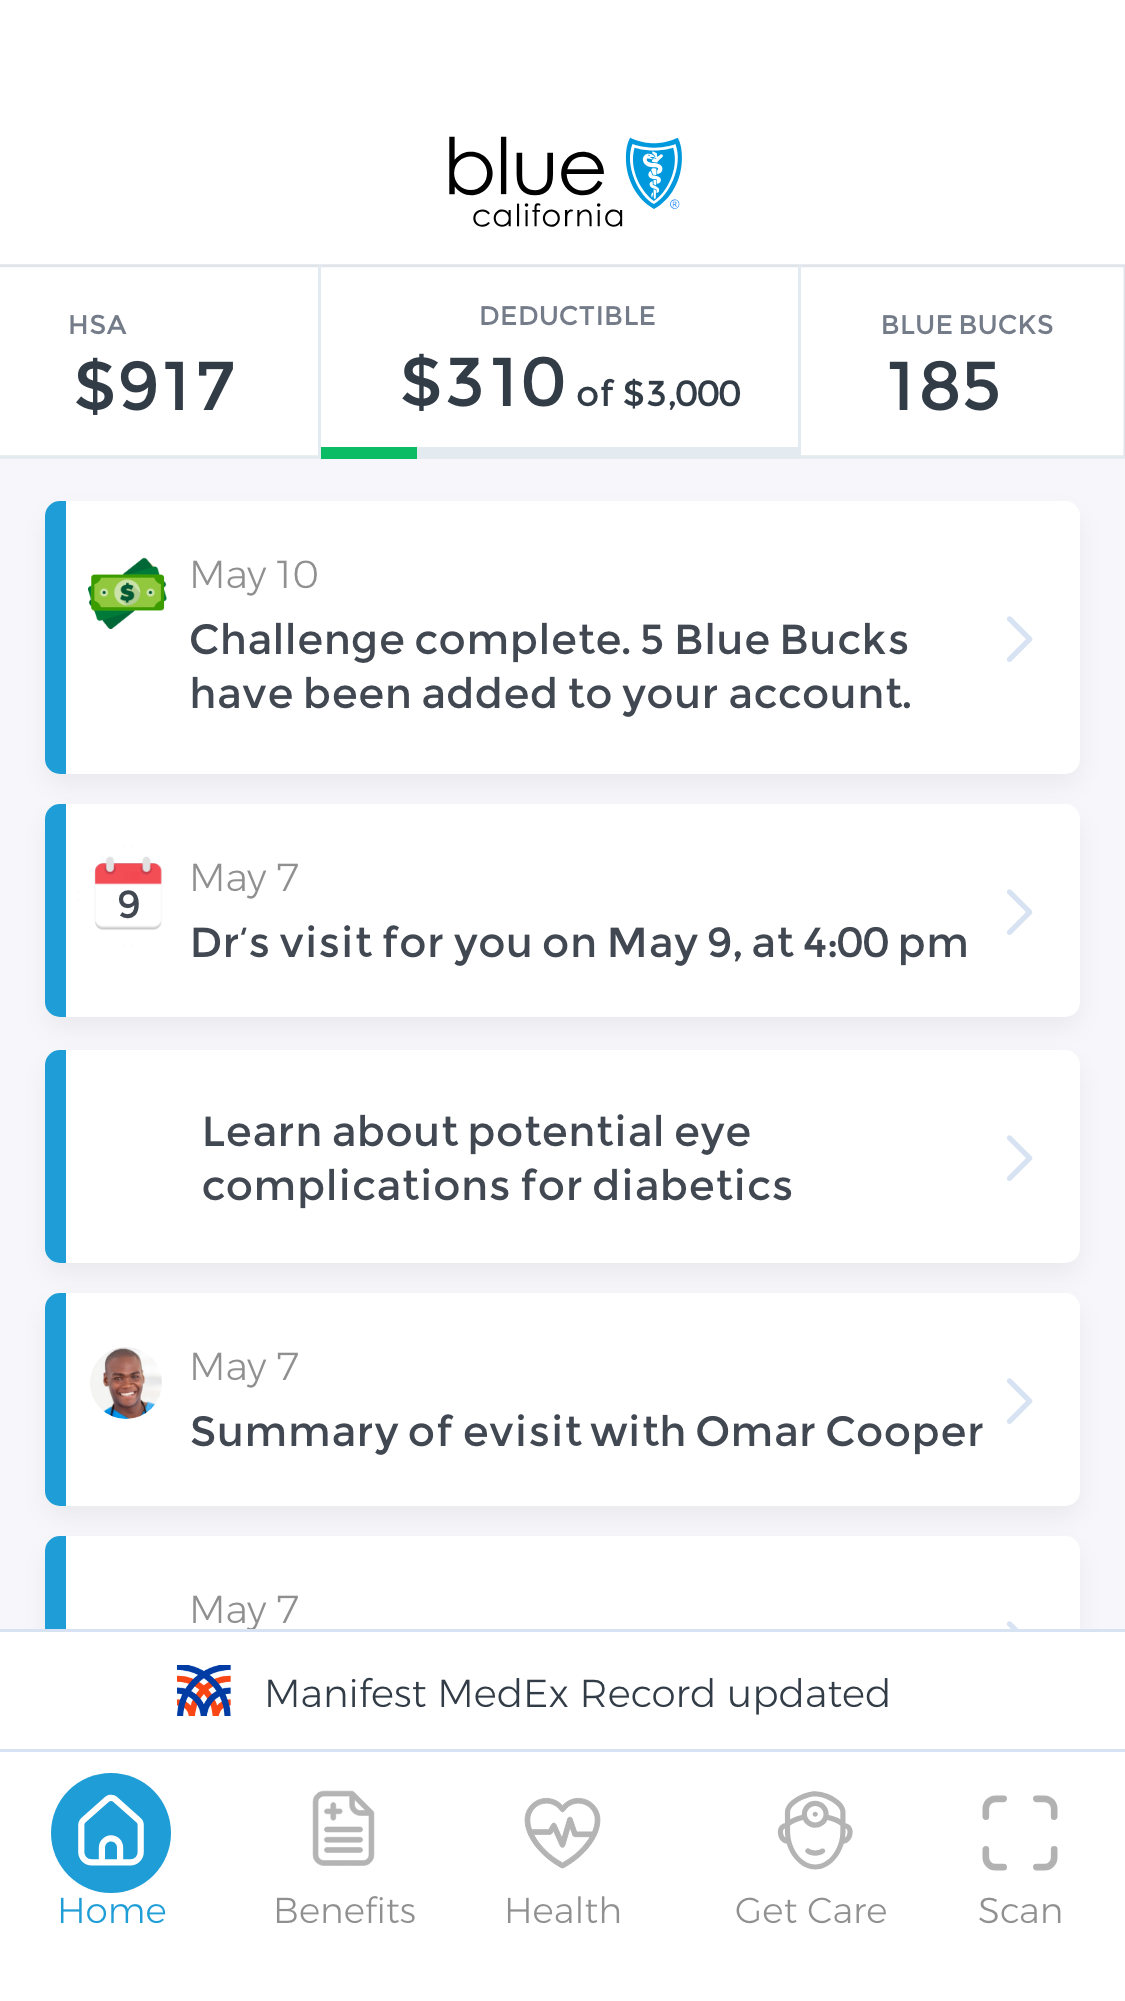 blue
california
®
HSA
$917
DEDUCTIBLE
$310 of $3,000
BLUE BUCKS
185
May 10
Challenge complete. 5 Blue Bucks
have been added to your account.
9
May 7
Dr’s visit for you on May 9, at 4:00 pm
Learn about potential eye
complications for diabetics
May 7
Summary of evisit with Omar Cooper
May 7
Manifest MedEx Record updated
Home
Benefits
Health
Get Care
Scan